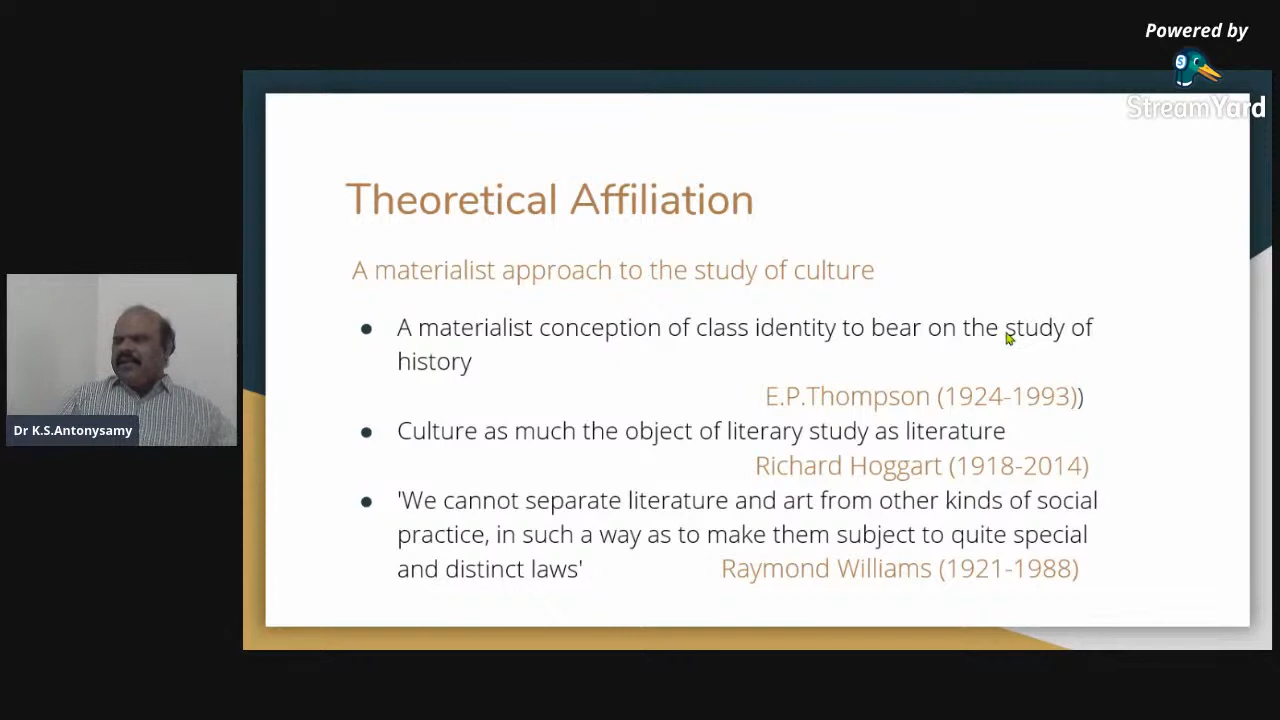 Powered by
StreamYard
Theoretical Affiliation
A materialist approach to the study of culture
● A materialist conception of class identity to bear on the study of
history
E.P.Thompson (1924-1993))
● Culture as much the object of literary study as literature
Richard Hoggart (1918-2014)
● 'We cannot separate literature and art from other kinds of social
practice, in such a way as to make them subject to quite special
and distinct laws' Raymond Williams (1921-1988)
Dr K.S.Antonysamy